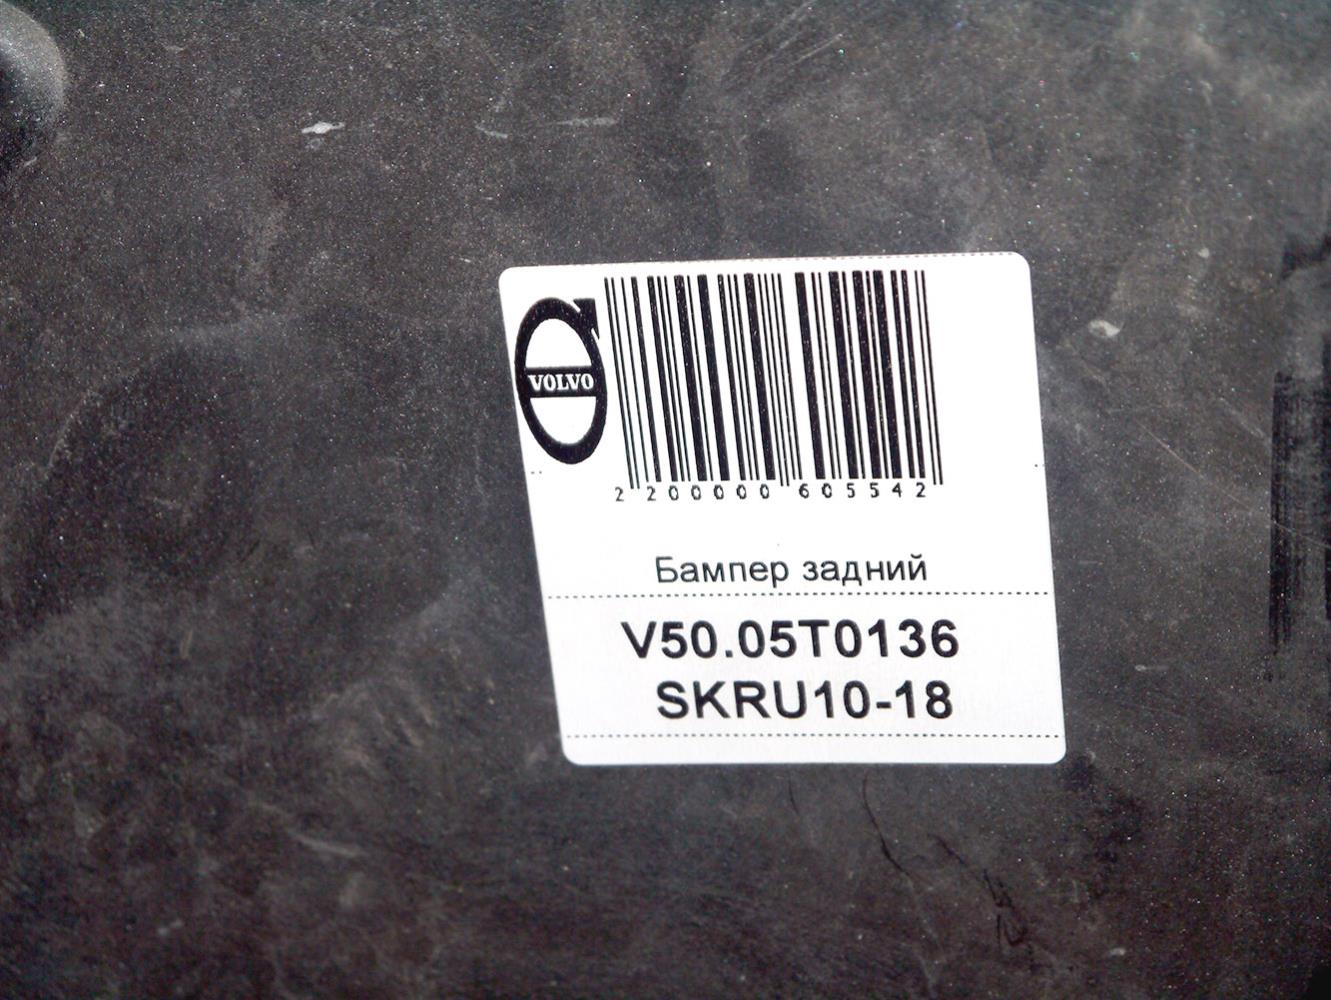 VOLVO
2 200000 605542
Бампер задний
V50.05T0136
SKRU10-18